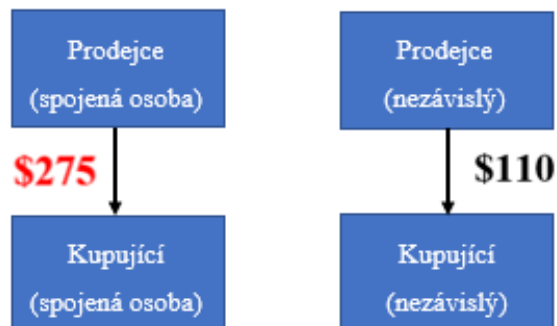 Prodejce
(spojená osoba)
Prodejce
(nezávislý)
$275
$110
Kupující
(spojená osoba)
Kupující
(nezávislý)